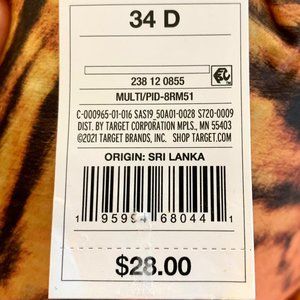 34 D
238 12 0855
MULTI/PID-8RM51
C-000965-01-016 SAS19_50A01-0028 S720-0009
DIST. BY TARGET CORPORATION MPLS., MN 55403
©2021 TARGET BRANDS, INC. SHOP TARGET.COM
ORIGIN: SRI LANKA
1 95994 68044 1
$28.00